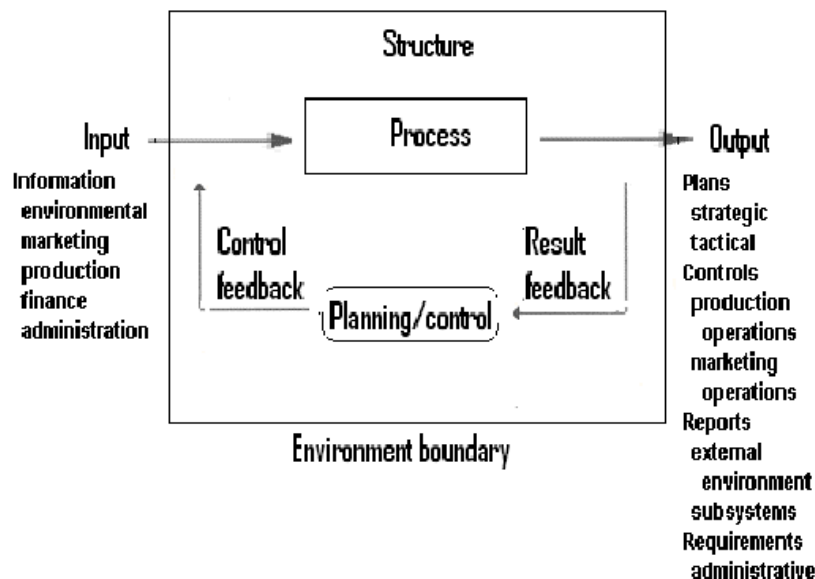 Structure
Input
Process
Output
Information
environmental
marketing
production
finance
administration
Control
feedback
Result
feedback
Planning/control
Plans
strategic
tactical
Controls
production
operations
marketing
operations
Reports
external
environment
subsystems
Requirements
administrative
Environment boundary